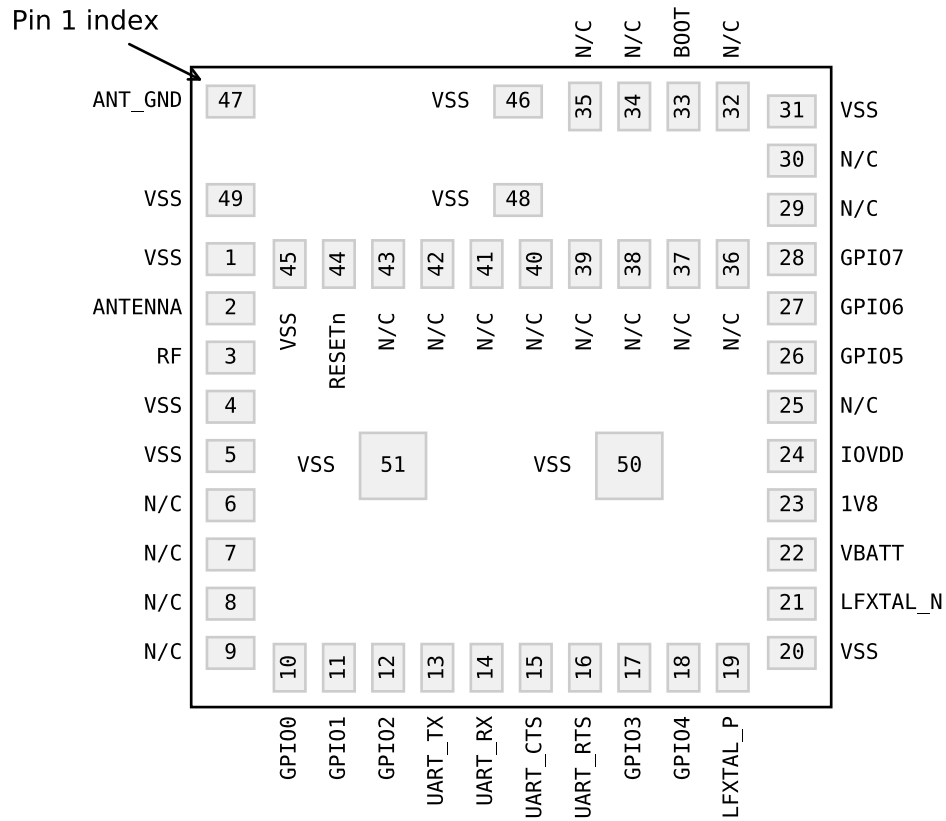 Pin 1 index
N/C N/C BOOT N/C
ANT_GND 47 VSS 46 35 34 33 32 31 VSS
30 N/C
VSS 49 VSS 48 29 N/C
VSS 1 45 44 43 42 41 40 39 38 37 36 28 GPIO7
ANTENNA 2 27 GPIO6
VSS RESETn N/C N/C N/C N/C N/C N/C N/C N/C
RF 3 26 GPIO5
VSS 4 25 N/C
VSS 5 VSS 51 VSS 50 24 IOVDD
N/C 6 23 1V8
N/C 7 22 VBATT
N/C 8 21 LFXTAL_N
N/C 9 20 VSS
10 11 12 13 14 15 16 17 18 19
GPIO0 GPIO1 GPIO2 UART_TX UART_RX UART_CTS UART_RTS GPIO3 GPIO4 LFXTAL_P